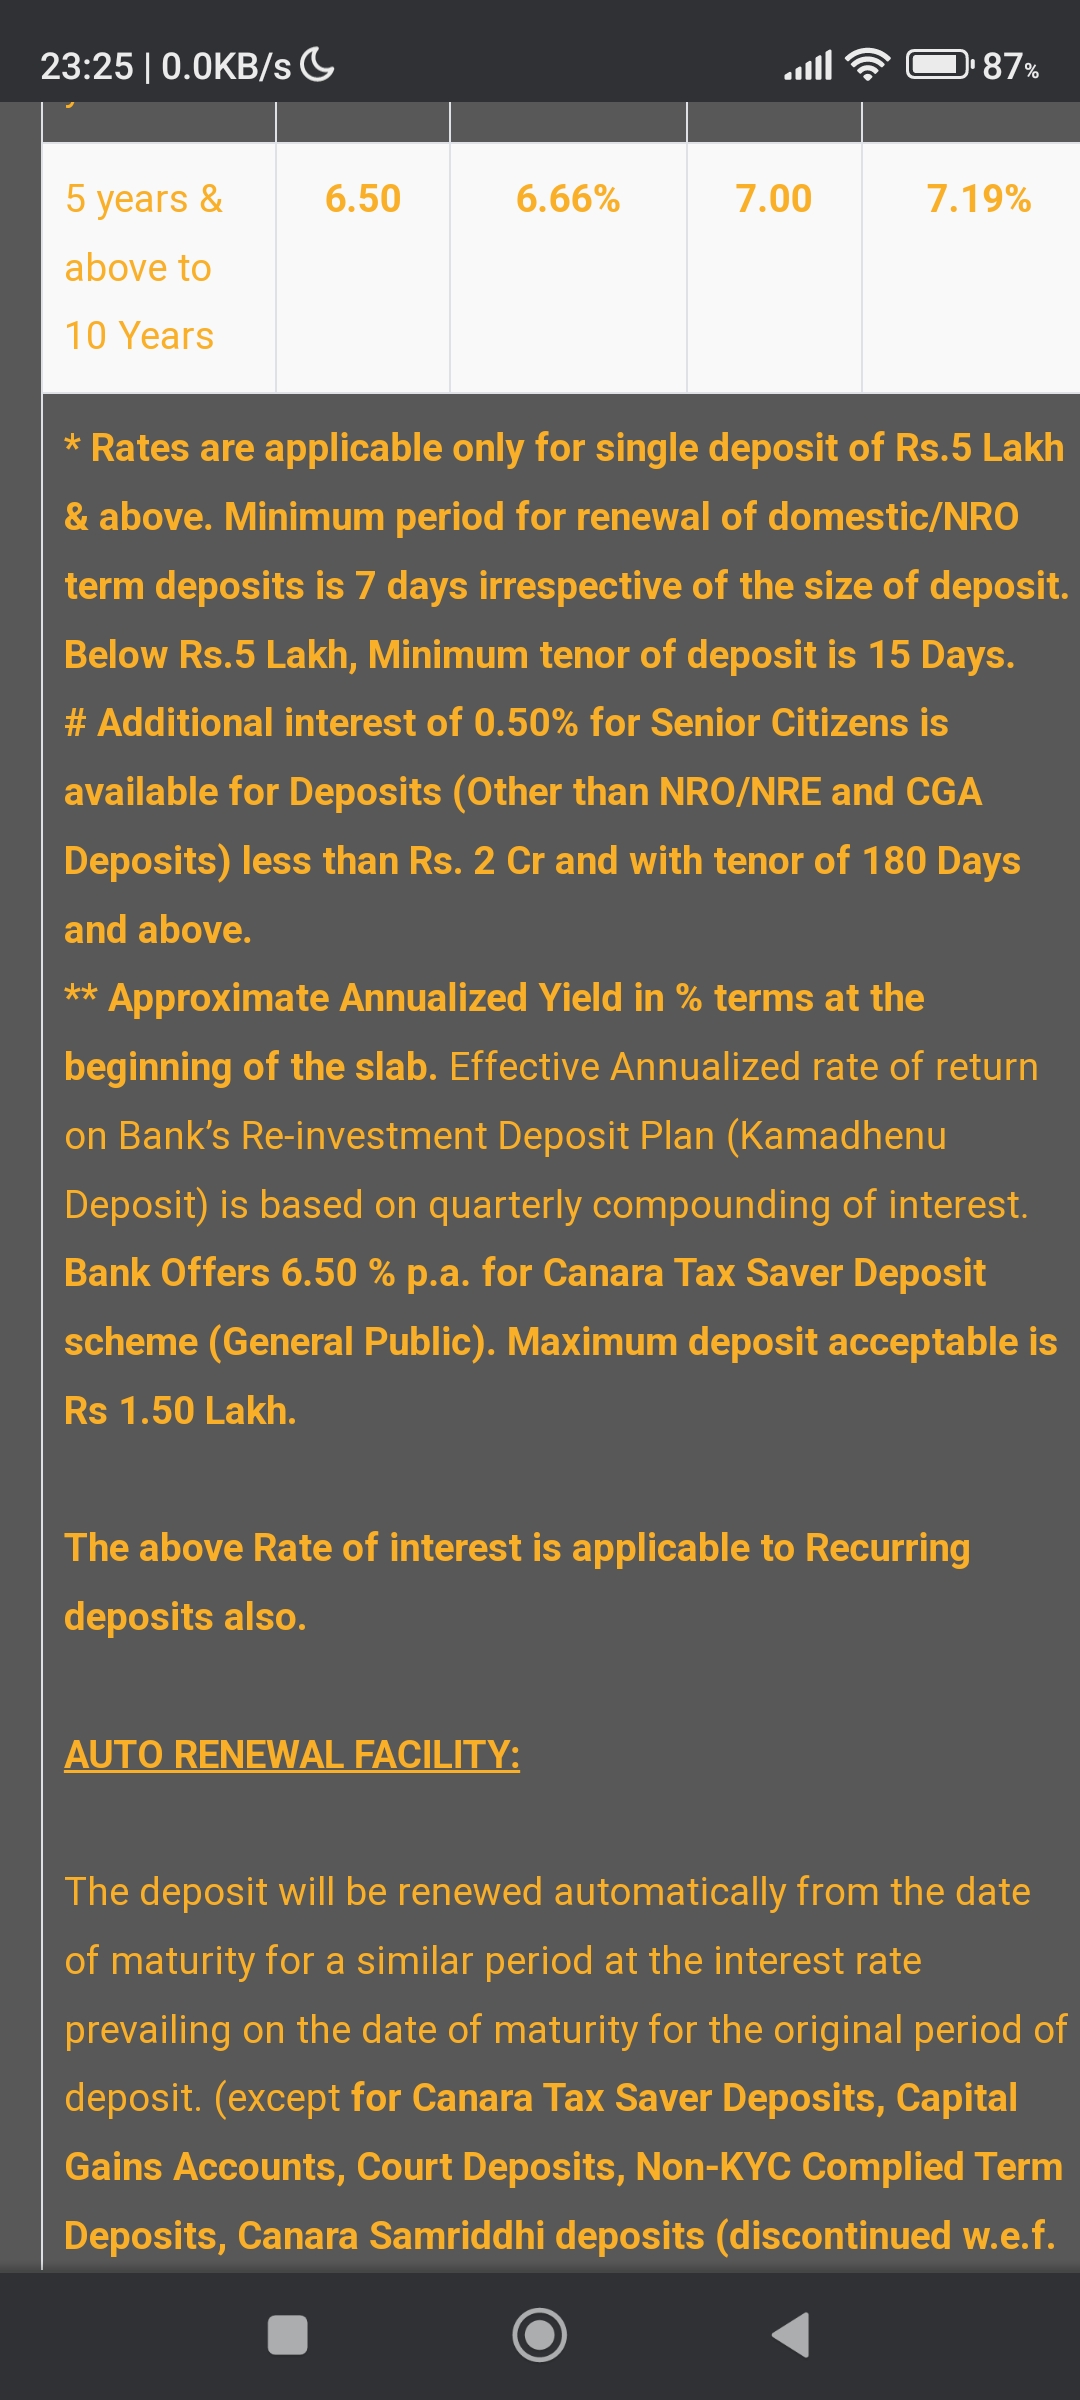 23:25 | 0.0KB/s 87%
5 years & 6.50 6.66% 7.00 7.19%
above to
10 Years
* Rates are applicable only for single deposit of Rs.5 Lakh
& above. Minimum period for renewal of domestic/NRO
term deposits is 7 days irrespective of the size of deposit.
Below Rs.5 Lakh, Minimum tenor of deposit is 15 Days.
# Additional interest of 0.50% for Senior Citizens is
available for Deposits (Other than NRO/NRE and CGA
Deposits) less than Rs. 2 Cr and with tenor of 180 Days
and above.
** Approximate Annualized Yield in % terms at the
beginning of the slab. Effective Annualized rate of return
on Bank’s Re-investment Deposit Plan (Kamadhenu
Deposit) is based on quarterly compounding of interest.
Bank Offers 6.50 % p.a. for Canara Tax Saver Deposit
scheme (General Public). Maximum deposit acceptable is
Rs 1.50 Lakh.
The above Rate of interest is applicable to Recurring
deposits also.
AUTO RENEWAL FACILITY:
The deposit will be renewed automatically from the date
of maturity for a similar period at the interest rate
prevailing on the date of maturity for the original period of
deposit. (except for Canara Tax Saver Deposits, Capital
Gains Accounts, Court Deposits, Non-KYC Complied Term
Deposits, Canara Samriddhi deposits (discontinued w.e.f.